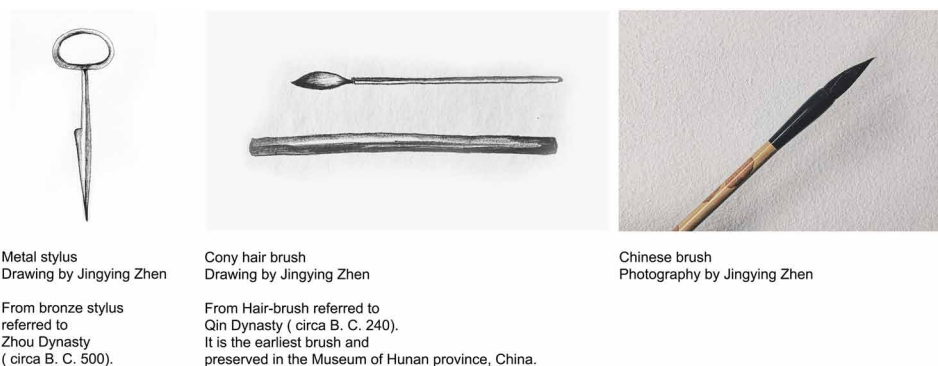 Metal stylus
Drawing by Jingying Zhen
From bronze stylus
referred to
Zhou Dynasty
( circa B. C. 500).
Cony hair brush
Drawing by Jingying Zhen
From Hair-brush referred to
Qin Dynasty ( circa B. C. 240).
It is the earliest brush and
preserved in the Museum of Hunan province, China.
Chinese brush
Photography by Jingying Zhen